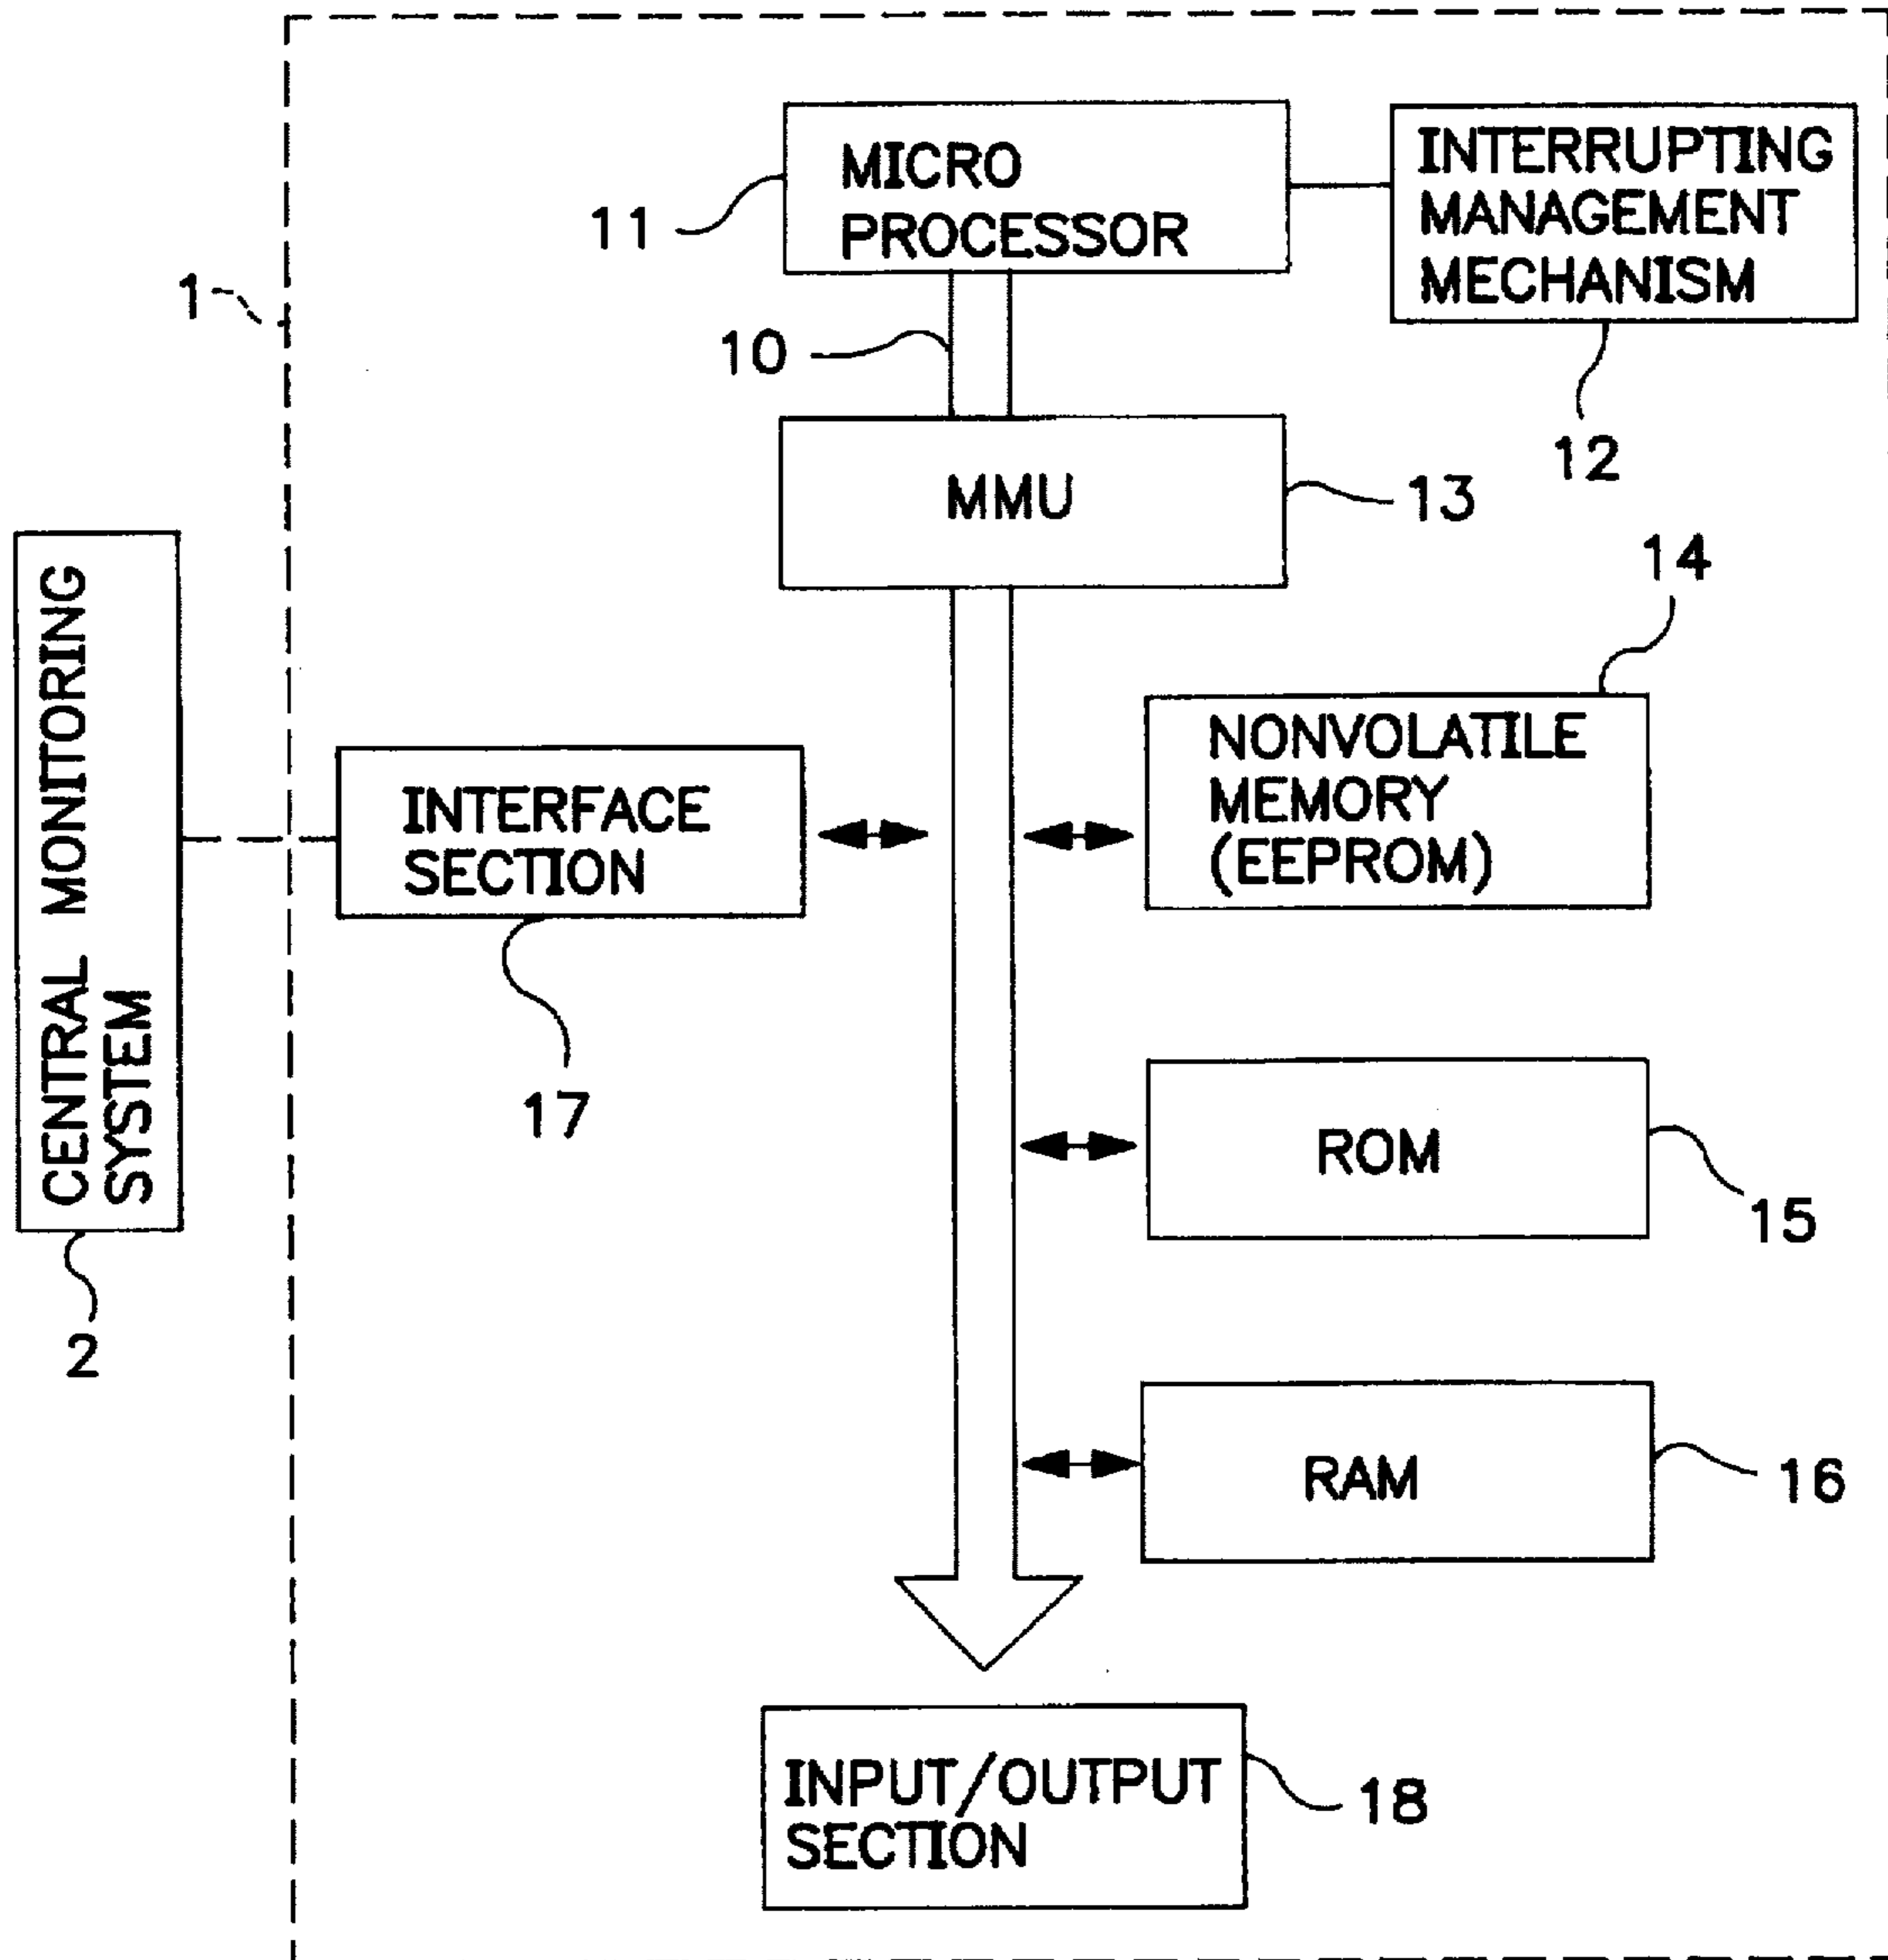 MICRO
PROCESSOR
11
INTERRUPTING
MANAGEMENT
MECHANISM
12
1
10
MMU
13
14
CENTRAL MONITORING
SYSTEM
2
INTERFACE
SECTION
17
NONVOLATILE
MEMORY
(EEPROM)
ROM
15
RAM
16
INPUT/OUTPUT
SECTION
18